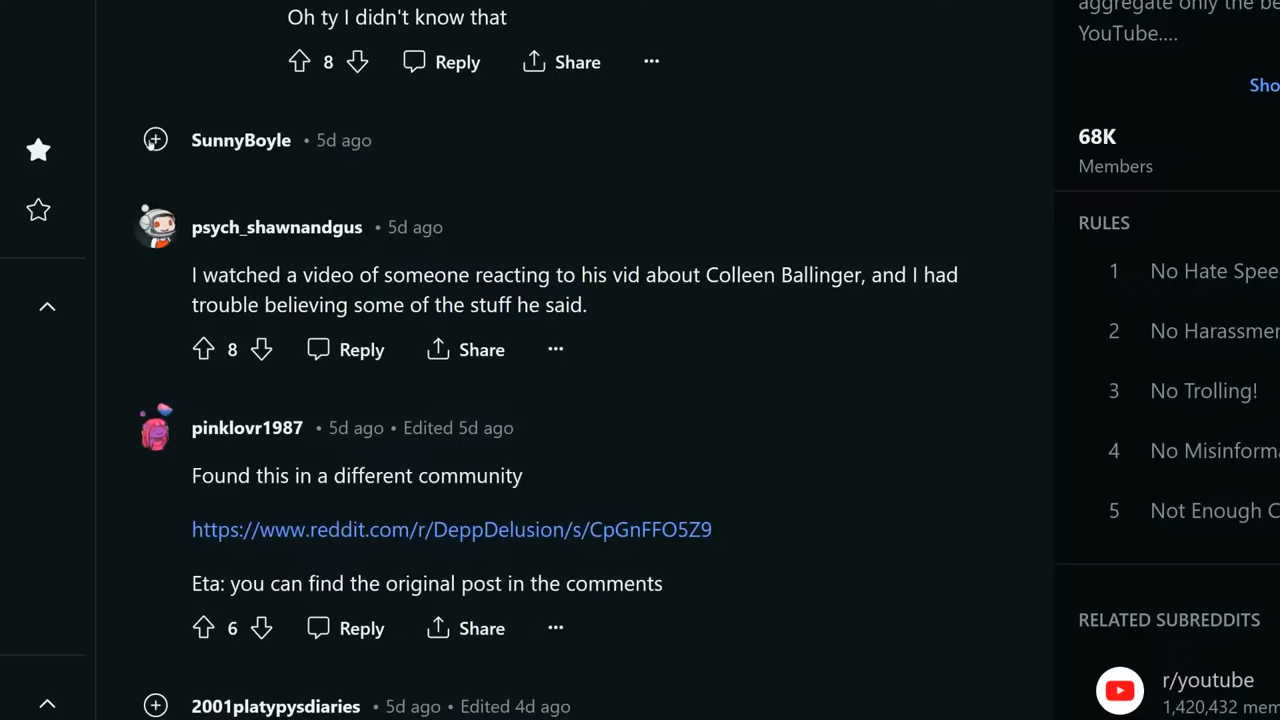 Oh ty I didn't know that
8 Reply Share
SunnyBoyle • 5d ago
psych_shawnandgus • 5d ago
I watched a video of someone reacting to his vid about Colleen Ballinger, and I had
trouble believing some of the stuff he said.
8 Reply Share
pinklovr1987 • 5d ago • Edited 5d ago
Found this in a different community
https://www.reddit.com/r/DeppDelusion/s/CpGnFFO5Z9
Eta: you can find the original post in the comments
6 Reply Share
2001platypysdiaries • 5d ago • Edited 4d ago
aggregate only the be
YouTube....
Sho
68K
Members
RULES
1 No Hate Spee
2 No Harassme
3 No Trolling!
4 No Misinforma
5 Not Enough C
RELATED SUBREDDITS
r/youtube
1,420,432 mem